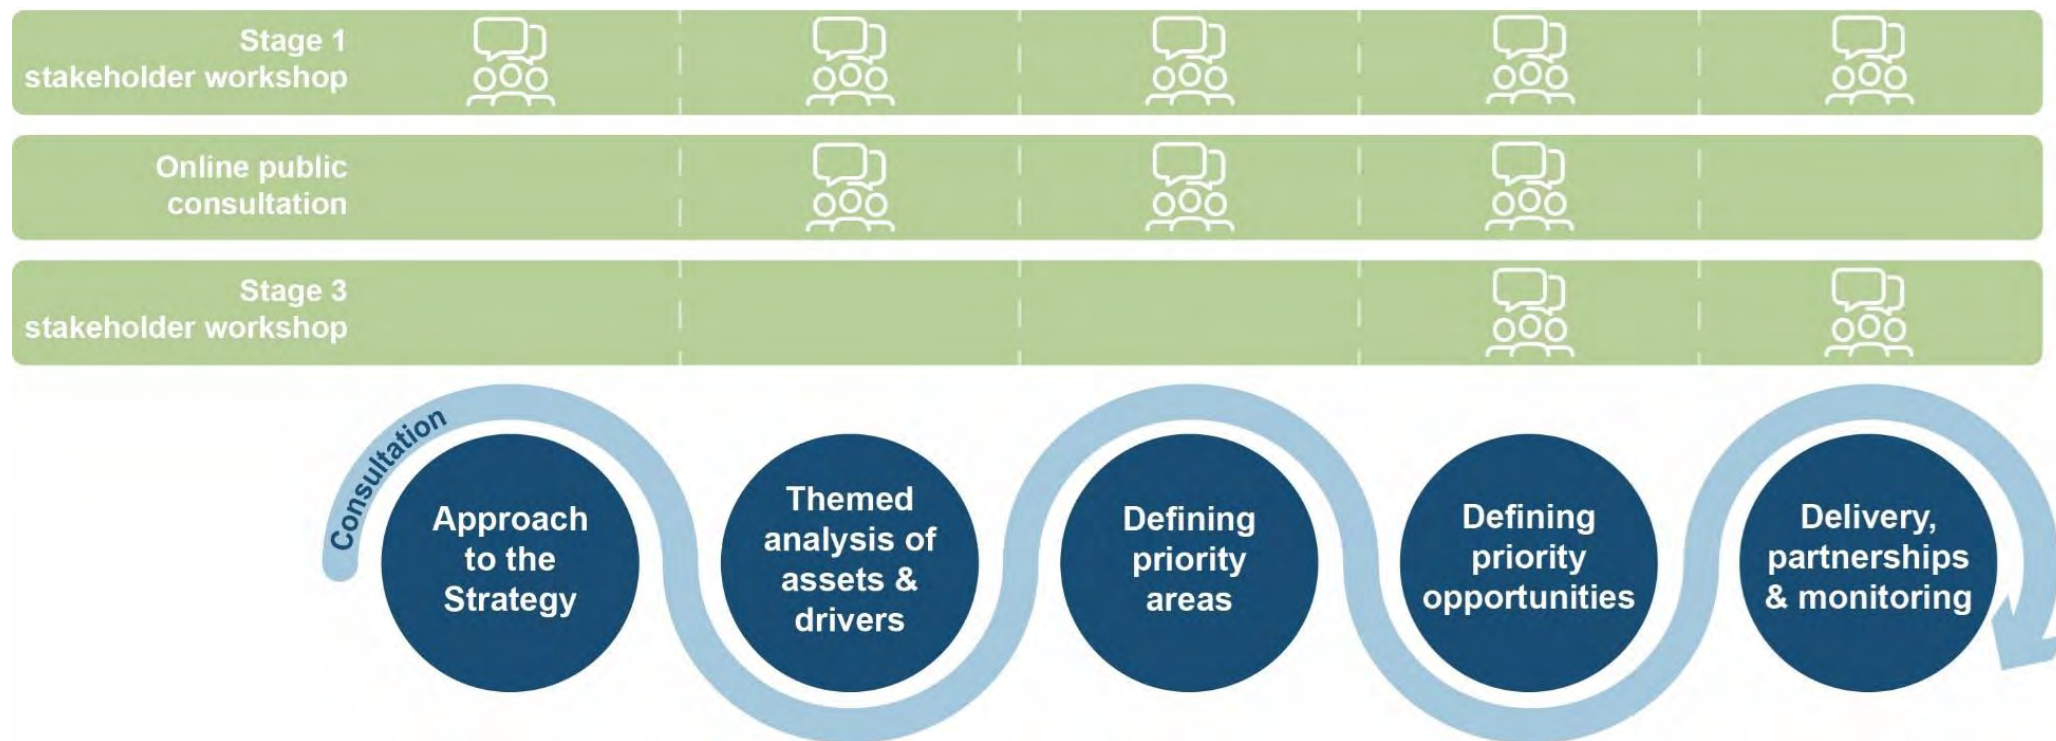 Stage 1
stakeholder workshop
Online public
consultation
Stage 3
stakeholder workshop
Consultation
Approach
to the
Strategy
Themed
analysis of
assets &
drivers
Defining
priority
areas
Defining
priority
opportunities
Delivery,
partnerships
& monitoring